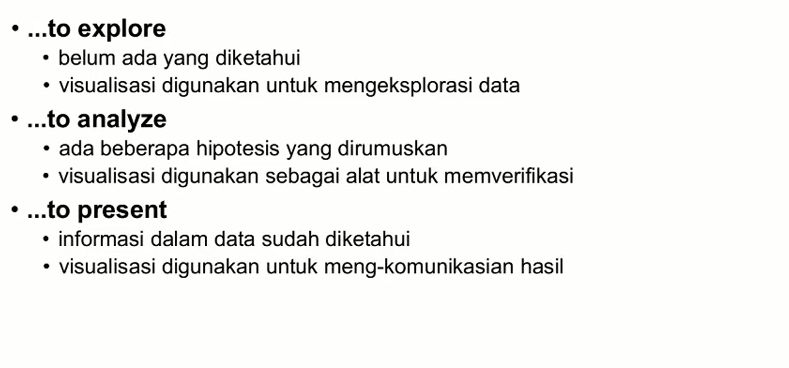 • ...to explore
• belum ada yang diketahui
• visualisasi digunakan untuk mengeksplorasi data
• ...to analyze
• ada beberapa hipotesis yang dirumuskan
• visualisasi digunakan sebagai alat untuk memverifikasi
• ...to present
• informasi dalam data sudah diketahui
• visualisasi digunakan untuk meng-komunikasian hasil